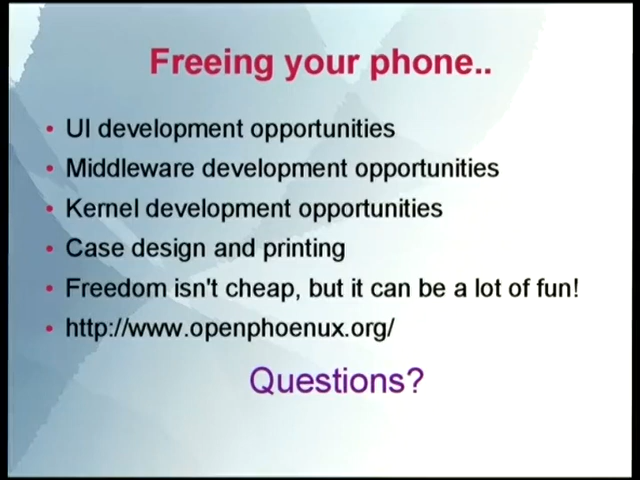 Freeing your phone..
• UI development opportunities
• Middleware development opportunities
• Kernel development opportunities
• Case design and printing
• Freedom isn't cheap, but it can be a lot of fun!
• http://www.openphoenux.org/
Questions?